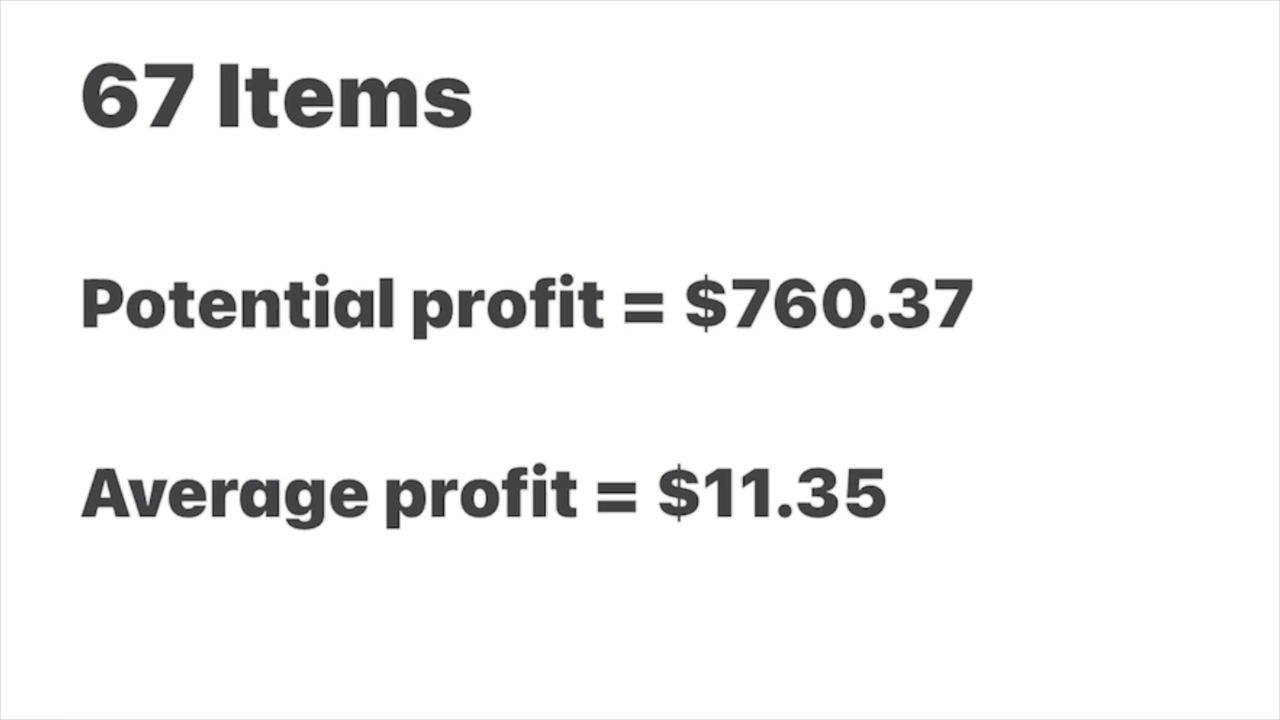 67 Items
Potential profit = $760.37
Average profit = $11.35